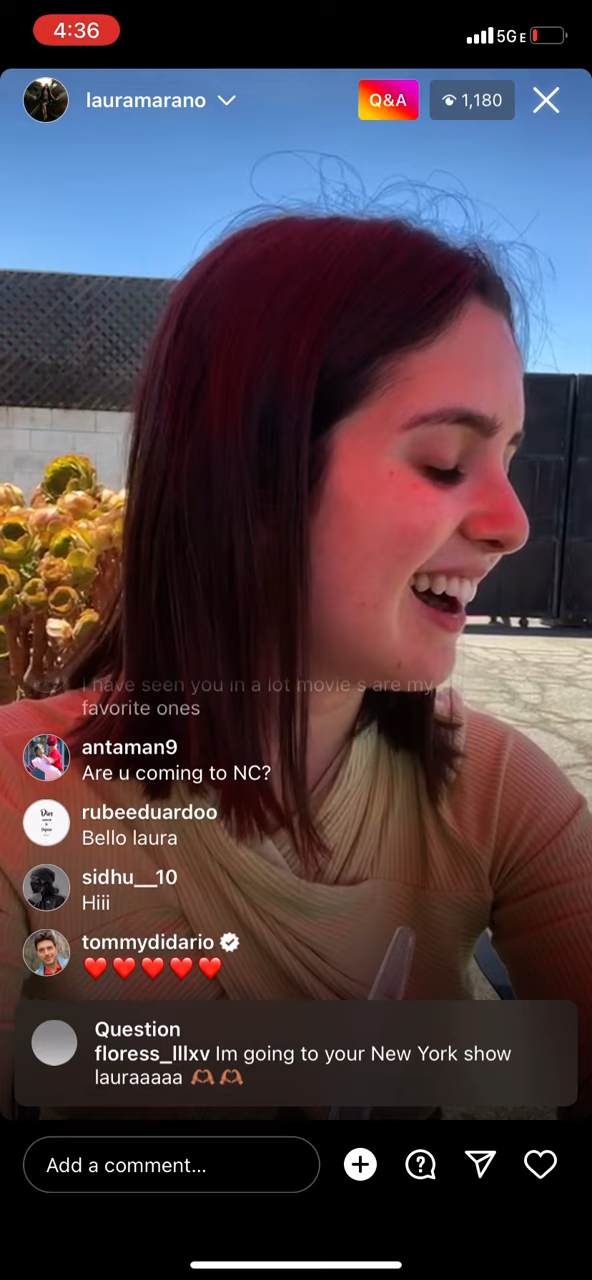 4:36
5GE
lauramarano
Q&A
1,180
I have seen you in a lot movie s are my
favorite ones
antaman9
Are u coming to NC?
rubeeduardoo
Bello laura
sidhu__10
Hiii
tommydidario
❤️❤️❤️❤️❤️
Question
floress_lllxv Im going to your New York show
lauraaaaa 🫶🏽🫶🏽
Add a comment...